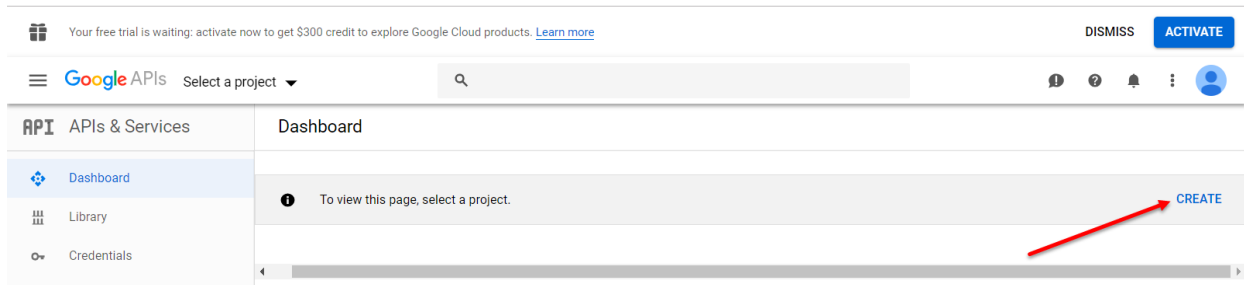 Your free trial is waiting: activate now to get $300 credit to explore Google Cloud products. Learn more
DISMISS
ACTIVATE
Google APIs
Select a project
API APIs & Services
Dashboard
Dashboard
To view this page, select a project.
CREATE
Library
Credentials